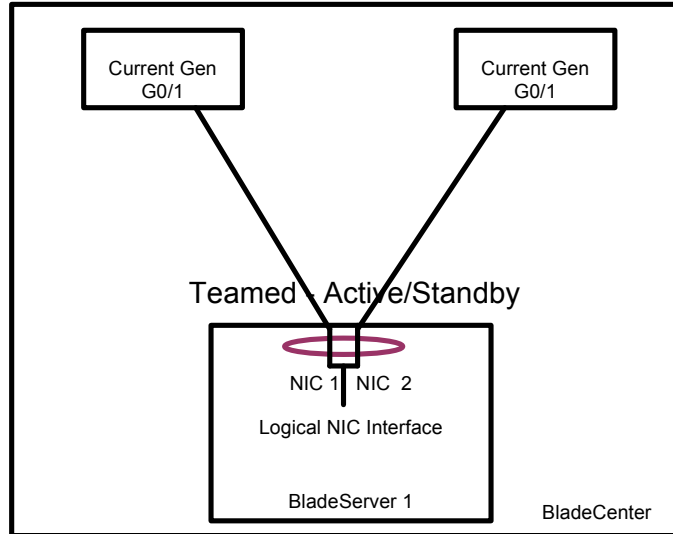 Current Gen
G0/1
Current Gen
G0/1
Teamed - Active/Standby
NIC 1
NIC 2
Logical NIC Interface
BladeServer 1
BladeCenter